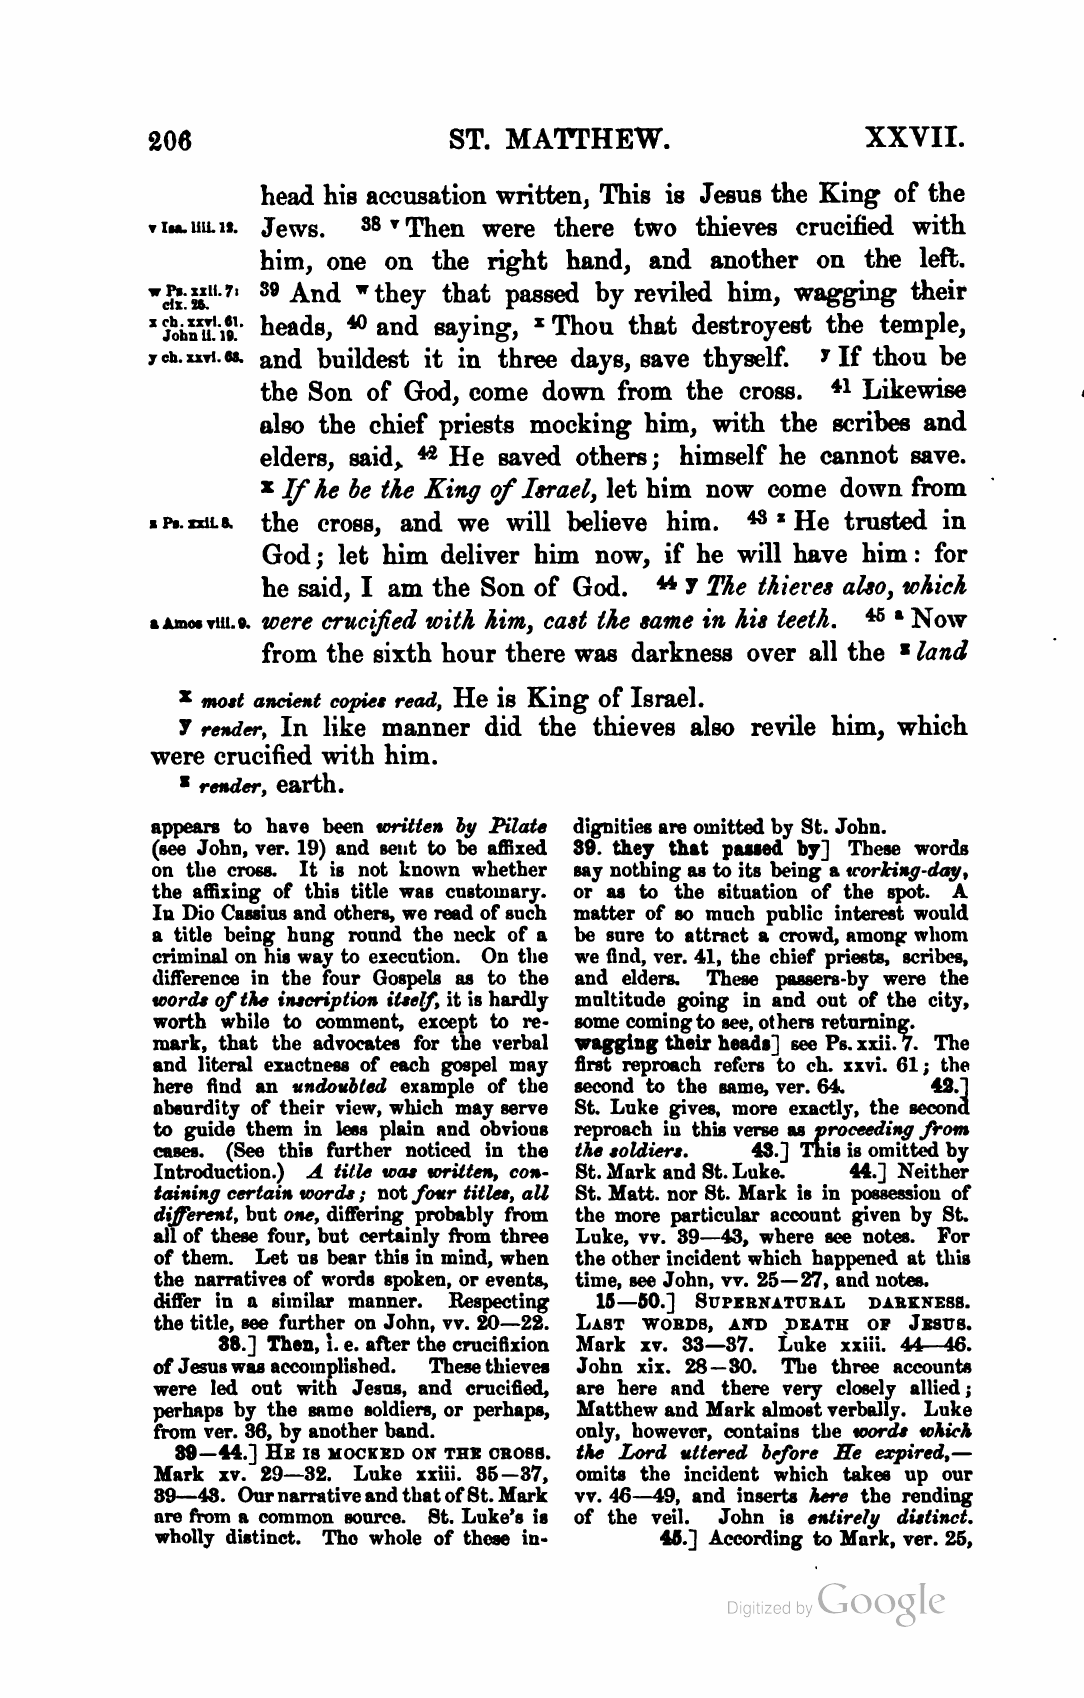 206 ST. MATTHEW. XXVII.
head his accusation written, This is Jesus the King of the
v Isa. liii. 12. Jews. 38 v Then were there two thieves crucified with
him, one on the right hand, and another on the left.
w Ps. xxii. 7: cix. 25. 39 And w they that passed by reviled him, wagging their
x ch. xxvi. 61. John ii. 19. heads, 40 and saying, x Thou that destroyest the temple,
y ch. xxvi. 63. and buildest it in three days, save thyself. y If thou be
the Son of God, come down from the cross. 41 Likewise
also the chief priests mocking him, with the scribes and
elders, said, 42 He saved others; himself he cannot save.
x If he be the King of Israel, let him now come down from
z Ps. xxii. 8. the cross, and we will believe him. 43 z He trusted in
God; let him deliver him now, if he will have him: for
he said, I am the Son of God. 44 y The thieves also, which
a Amos viii. 9. were crucified with him, cast the same in his teeth. 45 a Now
from the sixth hour there was darkness over all the z land
x most ancient copies read, He is King of Israel.
y render, In like manner did the thieves also revile him, which
were crucified with him.
z render, earth.
appears to have been written by Pilate
(see John, ver. 19) and sent to be affixed
on the cross. It is not known whether
the affixing of this title was customary.
In Dio Cassius and others, we read of such
a title being hung round the neck of a
criminal on his way to execution. On the
difference in the four Gospels as to the
words of the inscription itself, it is hardly
worth while to comment, except to re-
mark, that the advocates for the verbal
and literal exactness of each gospel may
here find an undoubted example of the
absurdity of their view, which may serve
to guide them in less plain and obvious
cases. (See this further noticed in the
Introduction.) A title was written, con-
taining certain words; not four titles, all
different, but one, differing probably from
all of these four, but certainly from three
of them. Let us bear this in mind, when
the narratives of words spoken, or events,
differ in a similar manner. Respecting
the title, see further on John, vv. 20—22.
38.] Then, i. e. after the crucifixion
of Jesus was accomplished. These thieves
were led out with Jesus, and crucified,
perhaps by the same soldiers, or perhaps,
from ver. 36, by another band.
39—44.] HE IS MOCKED ON THE CROSS.
Mark xv. 29—32. Luke xxiii. 35—37,
39—43. Our narrative and that of St. Mark
are from a common source. St. Luke's is
wholly distinct. The whole of these in-
dignities are omitted by St. John.
39. they that passed by] These words
say nothing as to its being a working-day,
or as to the situation of the spot. A
matter of so much public interest would
be sure to attract a crowd, among whom
we find, ver. 41, the chief priests, scribes,
and elders. These passers-by were the
multitude going in and out of the city,
some coming to see, others returning.
wagging their heads] see Ps. xxii. 7. The
first reproach refers to ch. xxvi. 61; the
second to the same, ver. 64. 42.]
St. Luke gives, more exactly, the second
reproach in this verse as proceeding from
the soldiers. 43.] This is omitted by
St. Mark and St. Luke. 44.] Neither
St. Matt. nor St. Mark is in possession of
the more particular account given by St.
Luke, vv. 39—43, where see notes. For
the other incident which happened at this
time, see John, vv. 25—27, and notes.
15—50.] SUPERNATURAL DARKNESS.
LAST WORDS, AND DEATH OF JESUS.
Mark xv. 33—37. Luke xxiii. 44—46.
John xix. 28—30. The three accounts
are here and there very closely allied;
Matthew and Mark almost verbally. Luke
only, however, contains the words which
the Lord uttered before He expired,—
omits the incident which takes up our
vv. 46—49, and inserts here the rending
of the veil. John is entirely distinct.
45.] According to Mark, ver. 25,
Digitized by Google